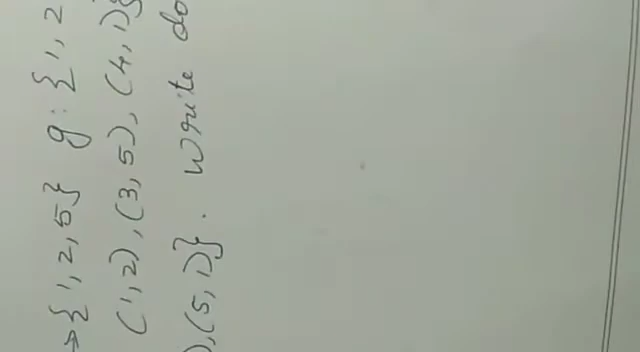 →{1,2,5} g:{1,2
(1,2),(3,5),(4,1)}
),(5,1)}. Write do